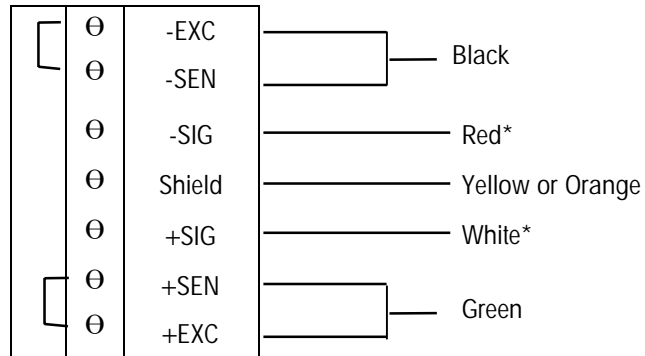 Ɵ -EXC
Black
Ɵ -SEN
Ɵ -SIG Red*
Ɵ Shield Yellow or Orange
Ɵ +SIG White*
Ɵ +SEN
Green
Ɵ +EXC